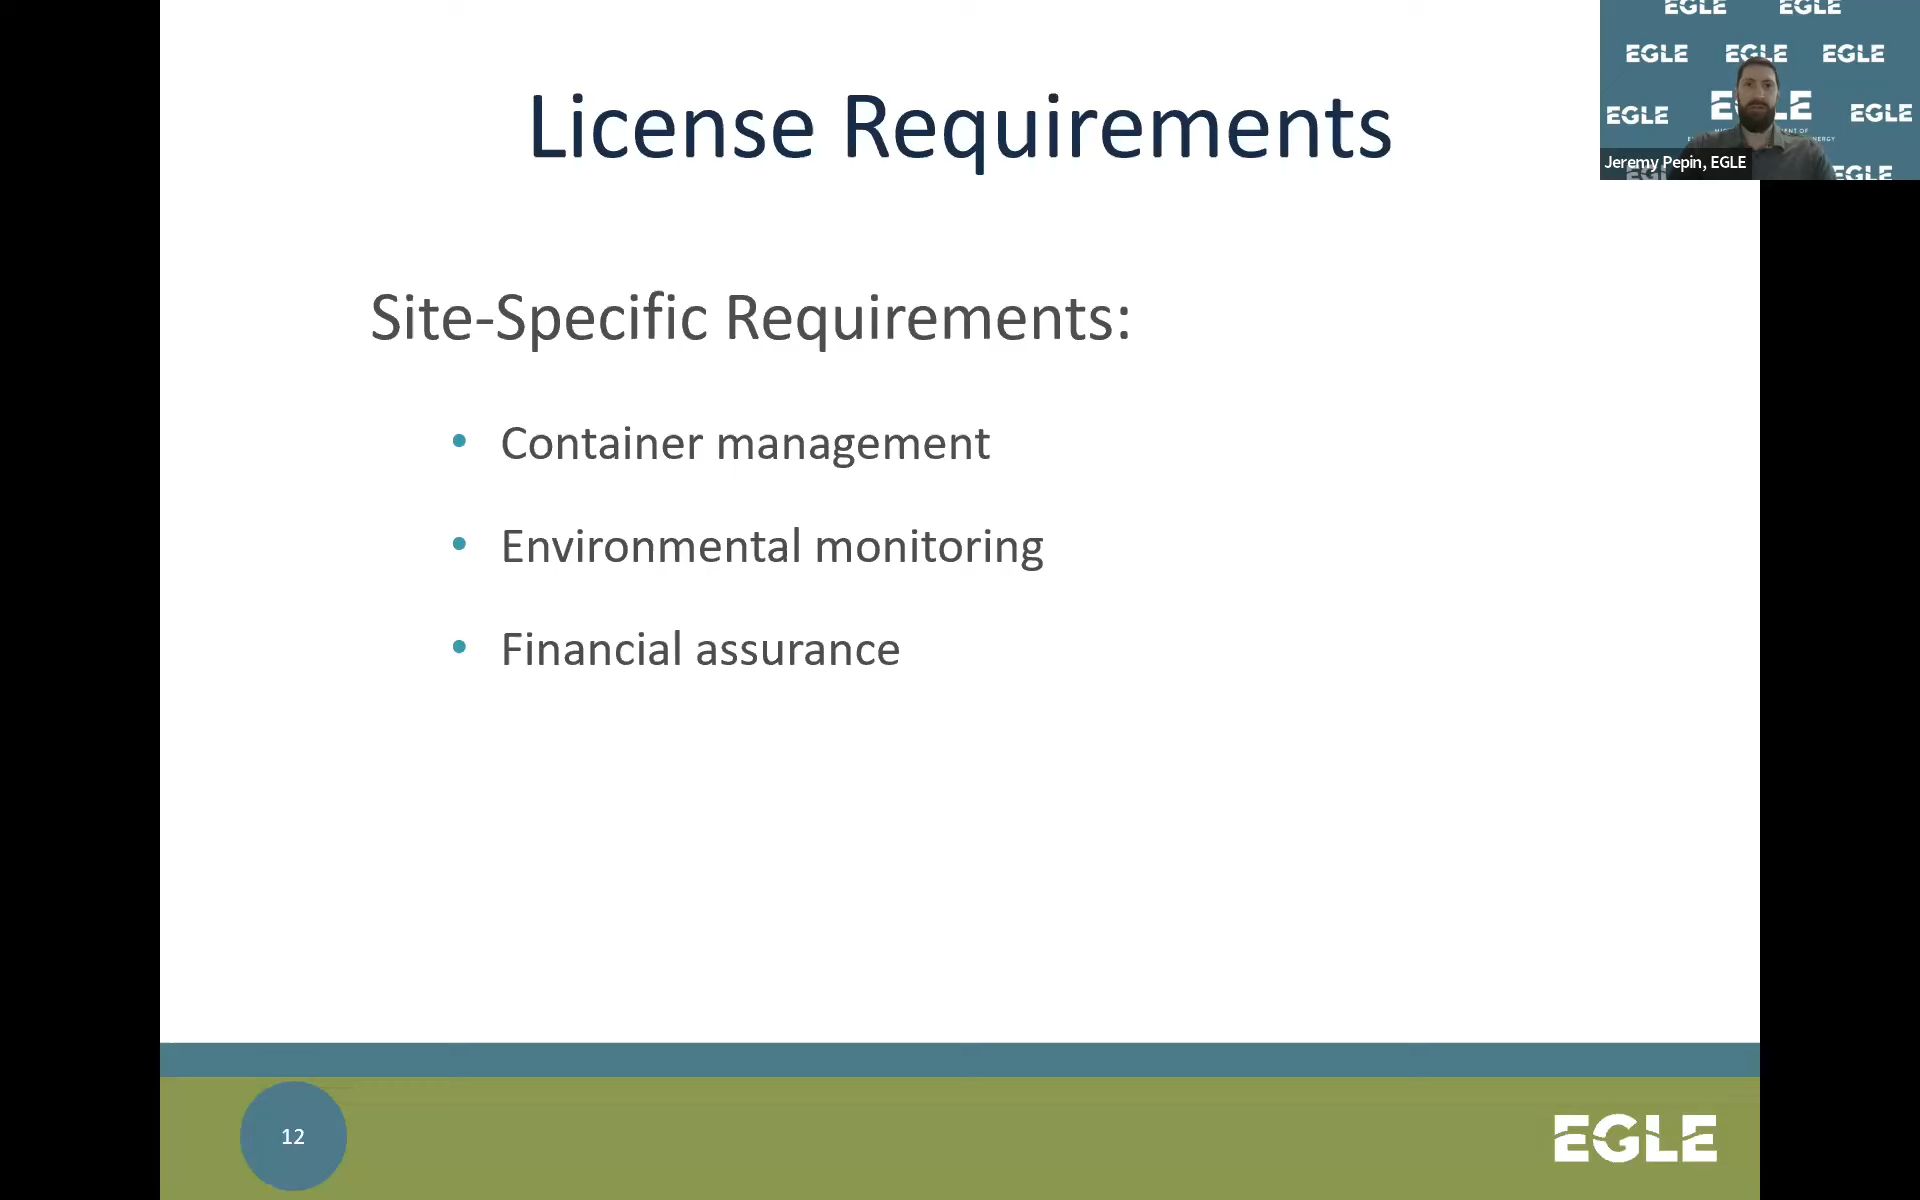 License Requirements
Site-Specific Requirements:
• Container management
• Environmental monitoring
• Financial assurance
12
EGLE
EGLE EGLE
EGLE EGLE EGLE
EGLE EGLE
Jeremy Pepin, EGLE
EGLE